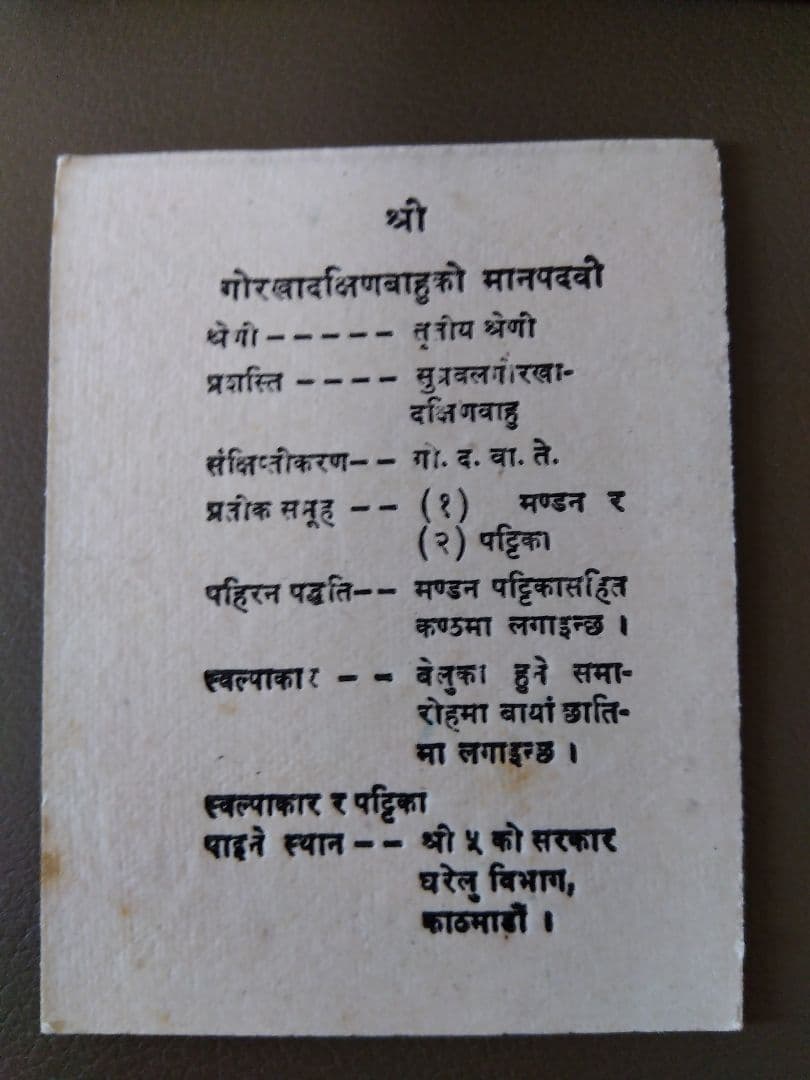 श्री
गोरखादक्षिणबाहुको मानपदवी
श्रेणी ----- तृतीय श्रेणी
प्रशस्ति ---- सुप्रबलगोरखा-
दक्षिणवाहु
संक्षिप्तीकरण-- गो. द. वा. ते.
प्रतीक समूह -- (१) मण्डन र
(२) पट्टिका
पहिरन पद्धति-- मण्डन पट्टिकासहित
कण्ठमा लगाइन्छ ।
स्वल्पाकार -- वेलुका हुने समा-
रोहमा वायां छाति-
मा लगाइन्छ ।
स्वल्पाकार र पट्टिका
पाइने स्थान -- श्री ५ को सरकार
घरेलु विभाग,
काठमाडौं ।